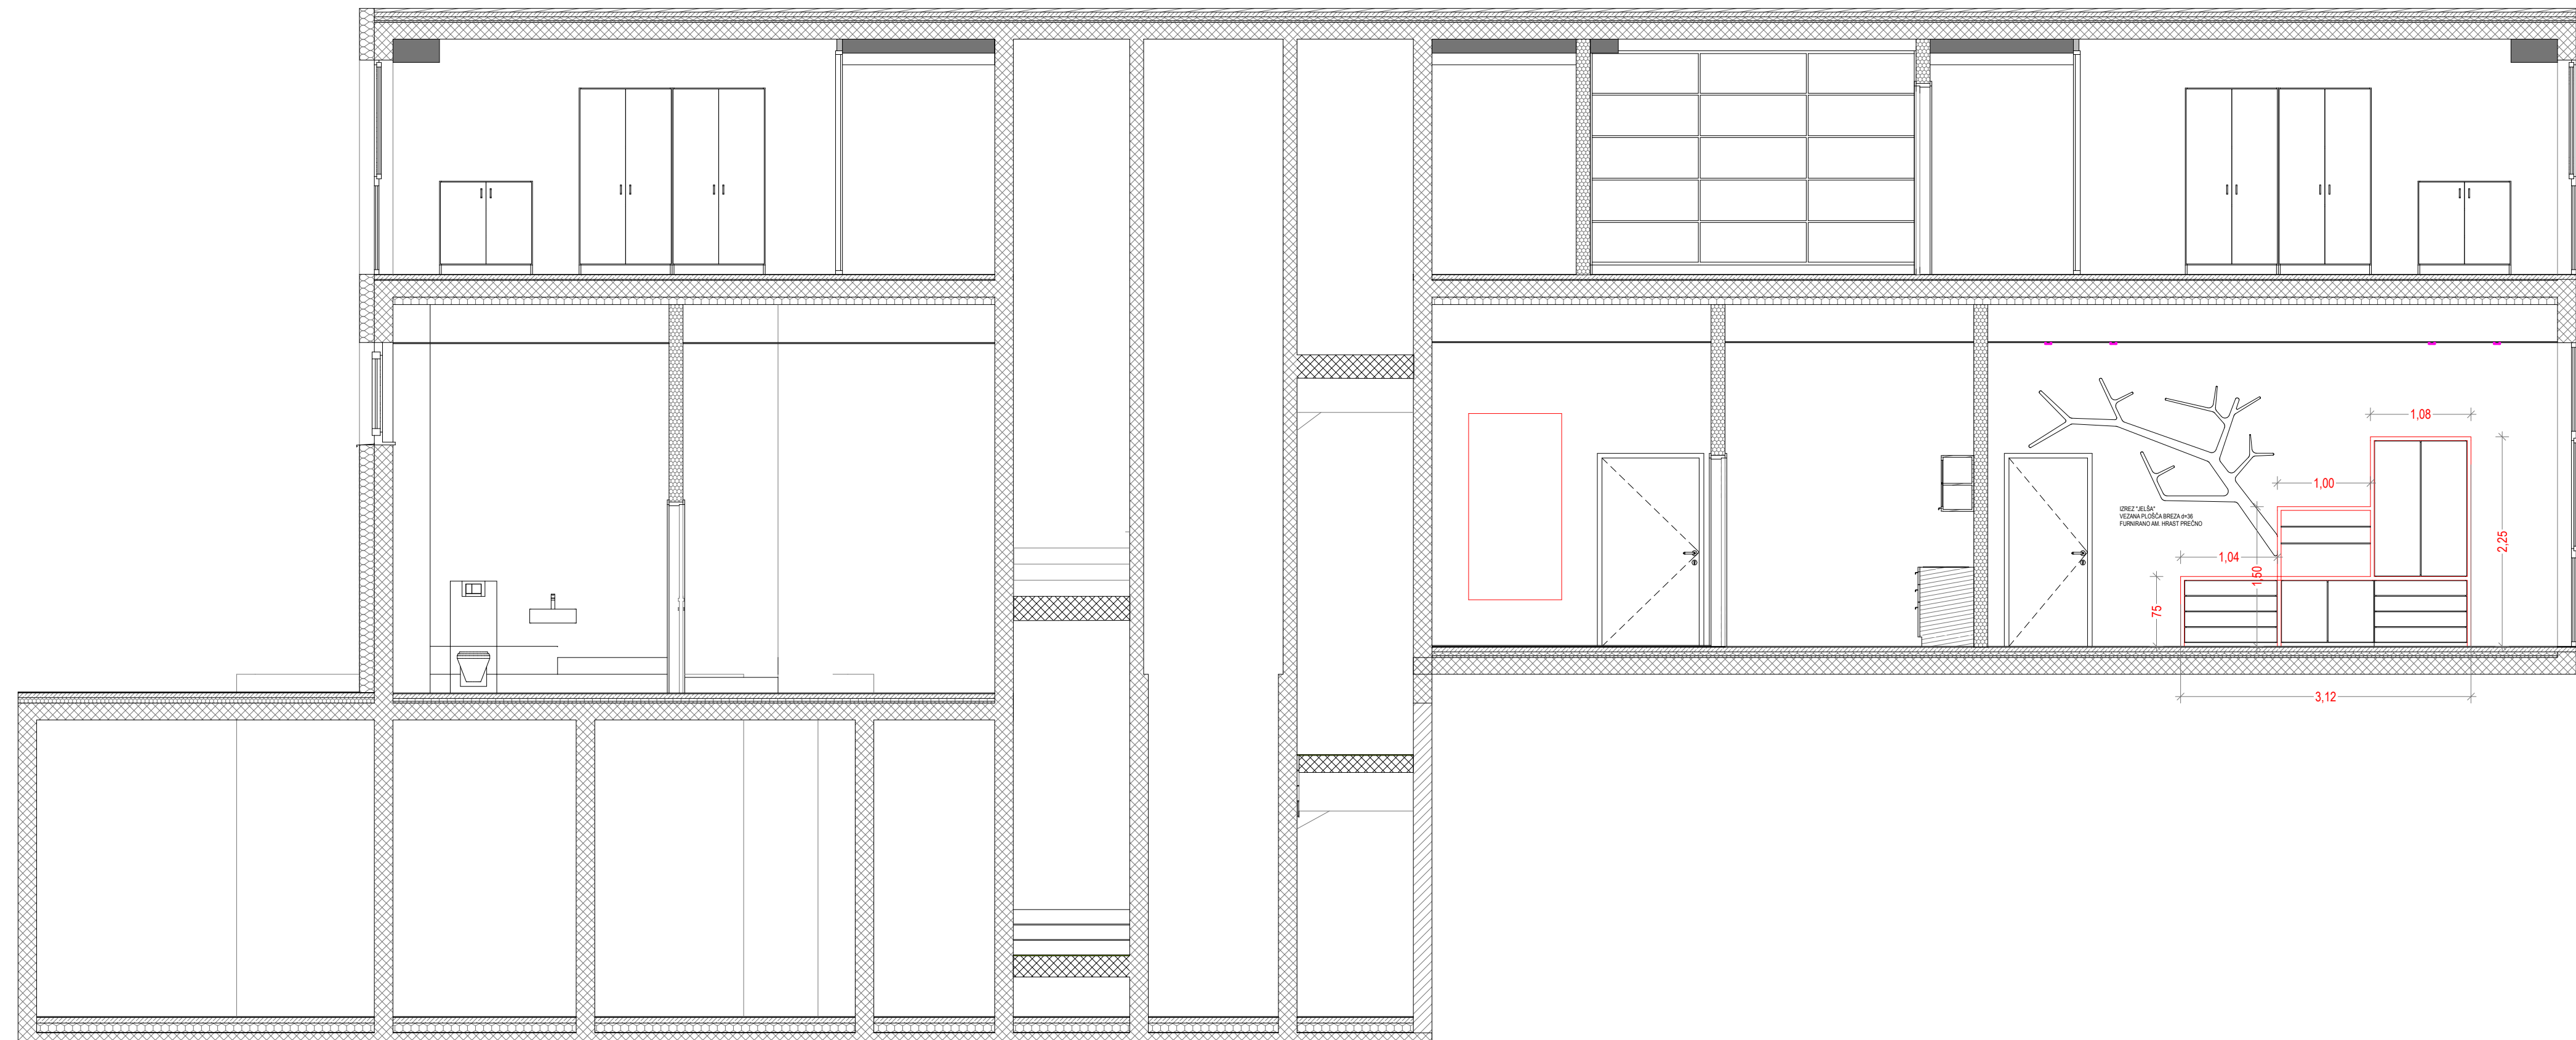 1,08
1,00
IZREZ "JELŠA"
VEZANA PLOŠČA BREZA d=36
FURNIRANO AM. HRAST PREČNO
2,25
1,04
1,50
75
3,12